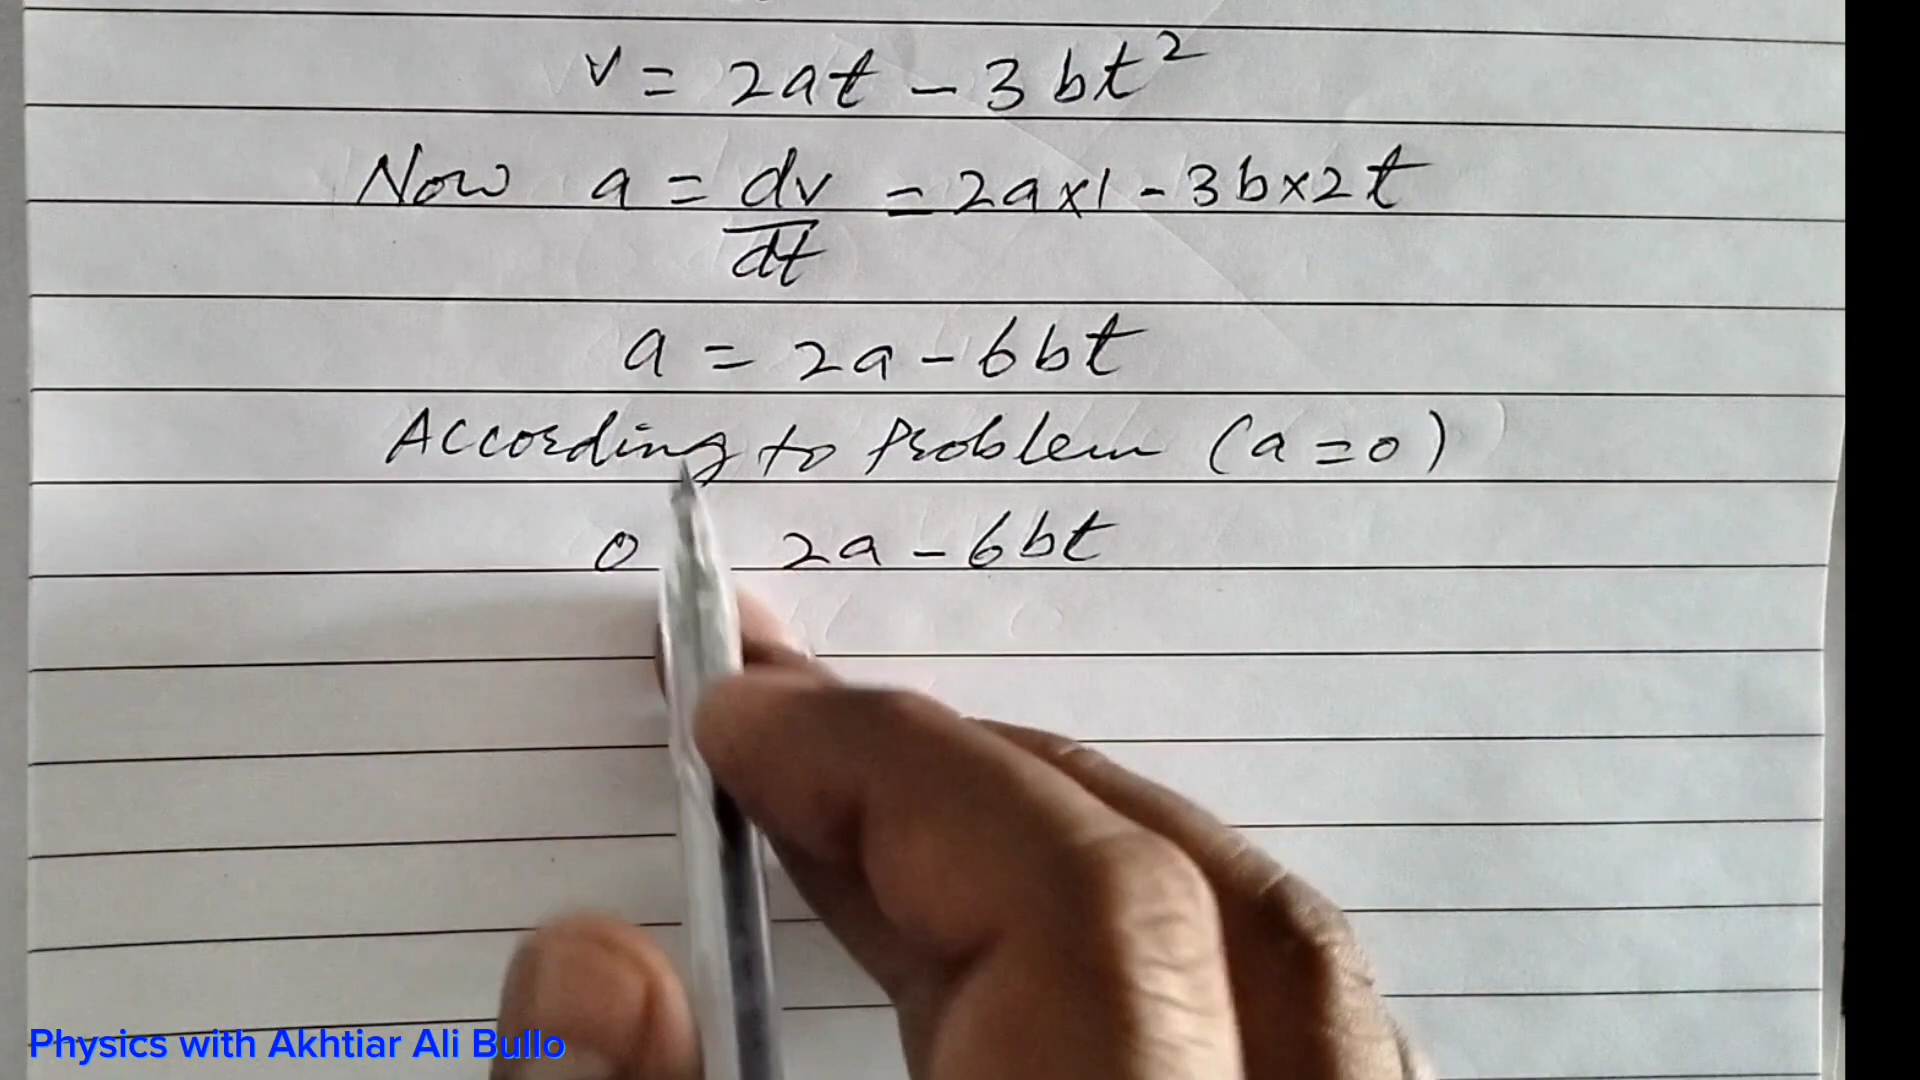 v = 2at - 3bt²
Now a = dv/dt = 2a×1 - 3b×2t
a = 2a - 6bt
According to Problem (a=0)
0 2a - 6bt
Physics with Akhtiar Ali Bullo